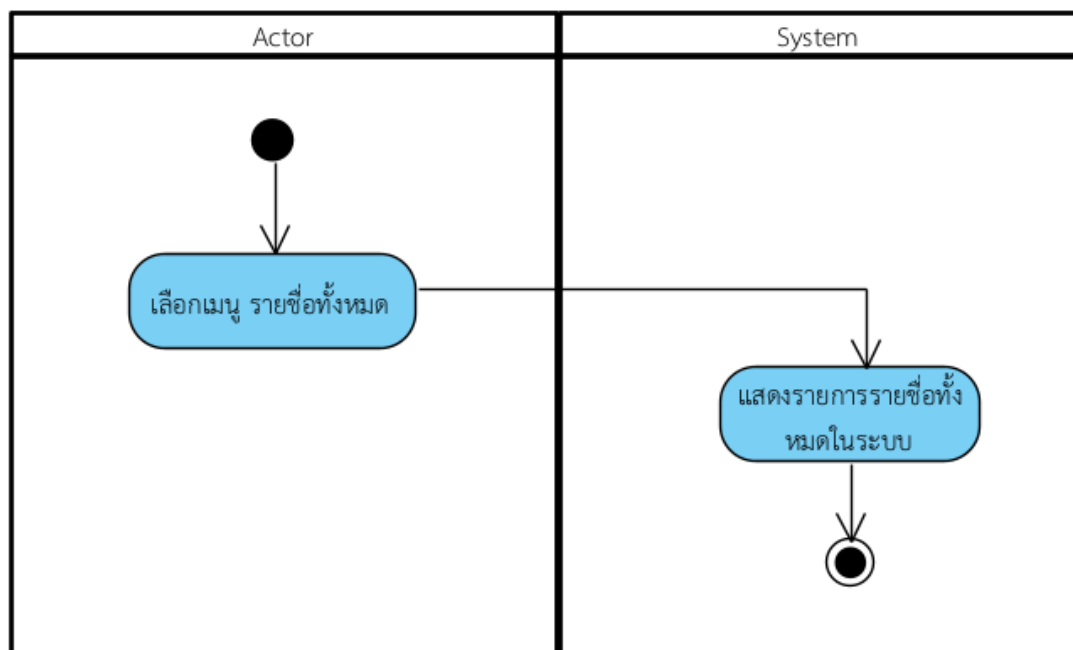 Actor
System
เลือกเมนู รายชื่อทั้งหมด
แสดงรายการรายชื่อทั้ง
หมดในระบบ